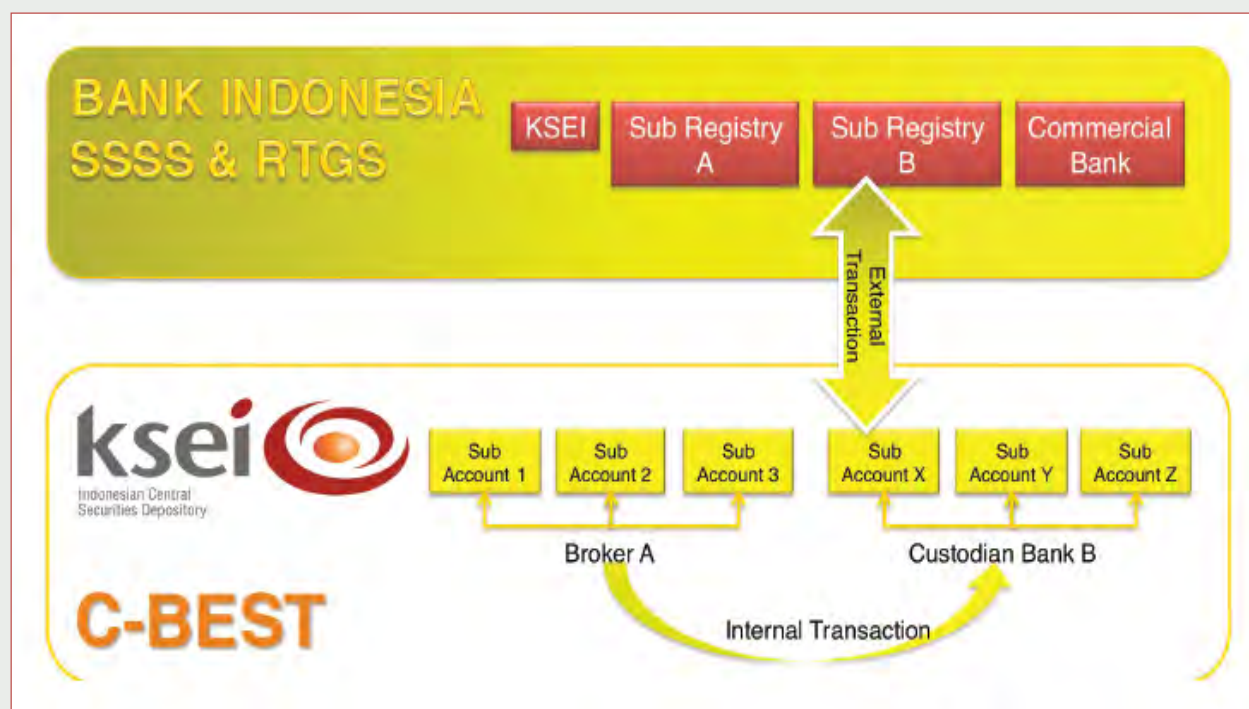 BANK INDONESIA
SSSS & RTGS
KSEI
Sub Registry
A
Sub Registry
B
Commercial
Bank
External
Transaction
ksei
Indonesian Central
Securities Depository
Sub
Account 1
Sub
Account 2
Sub
Account 3
Sub
Account X
Sub
Account Y
Sub
Account Z
Broker A
Custodian Bank B
C-BEST
Internal Transaction